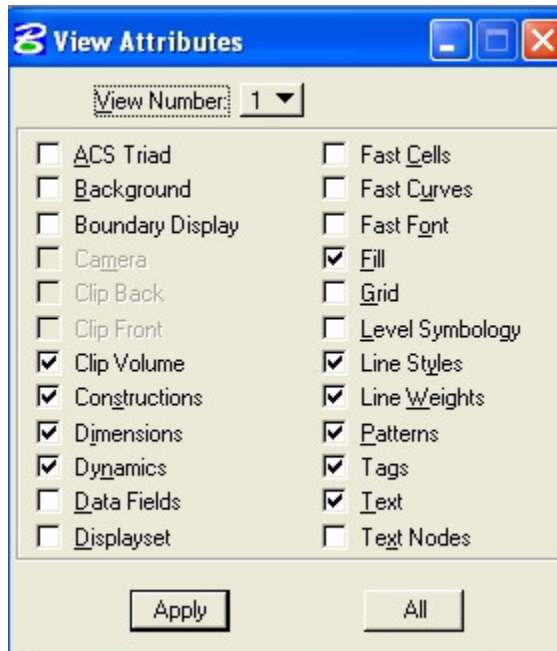 View Attributes
View Number: 1
ACS Triad
Background
Boundary Display
Camera
Clip Back
Clip Front
Clip Volume
Constructions
Dimensions
Dynamics
Data Fields
Displayset
Fast Cells
Fast Curves
Fast Font
Fill
Grid
Level Symbology
Line Styles
Line Weights
Patterns
Tags
Text
Text Nodes
Apply
All